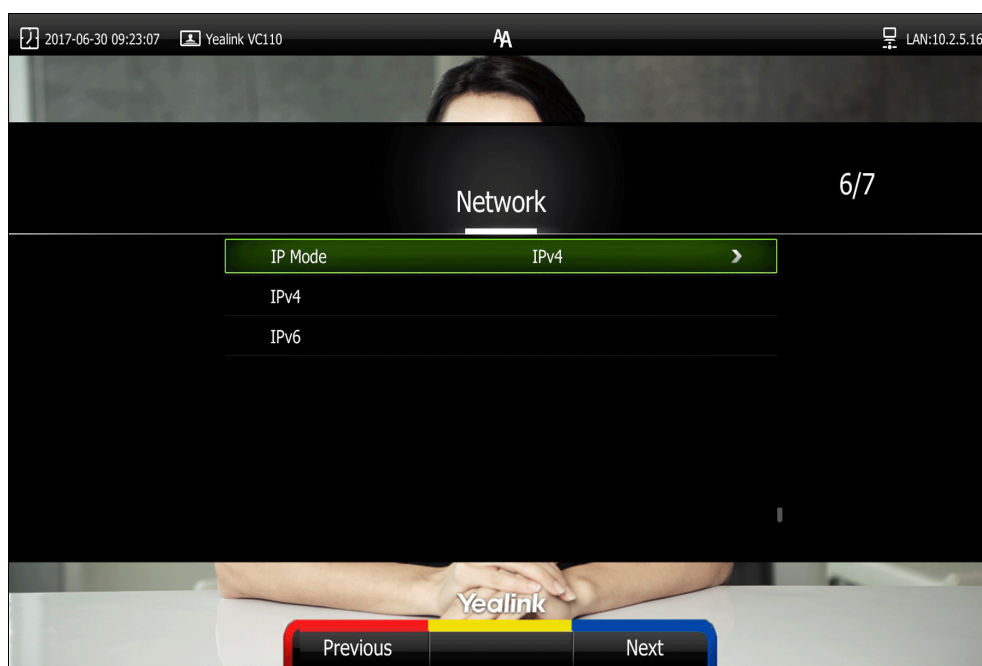 2017-06-30 09:23:07 Yealink VC110 AA LAN:10.2.5.16
6/7
Network
IP Mode IPv4
IPv4
IPv6
Yealink
Previous Next